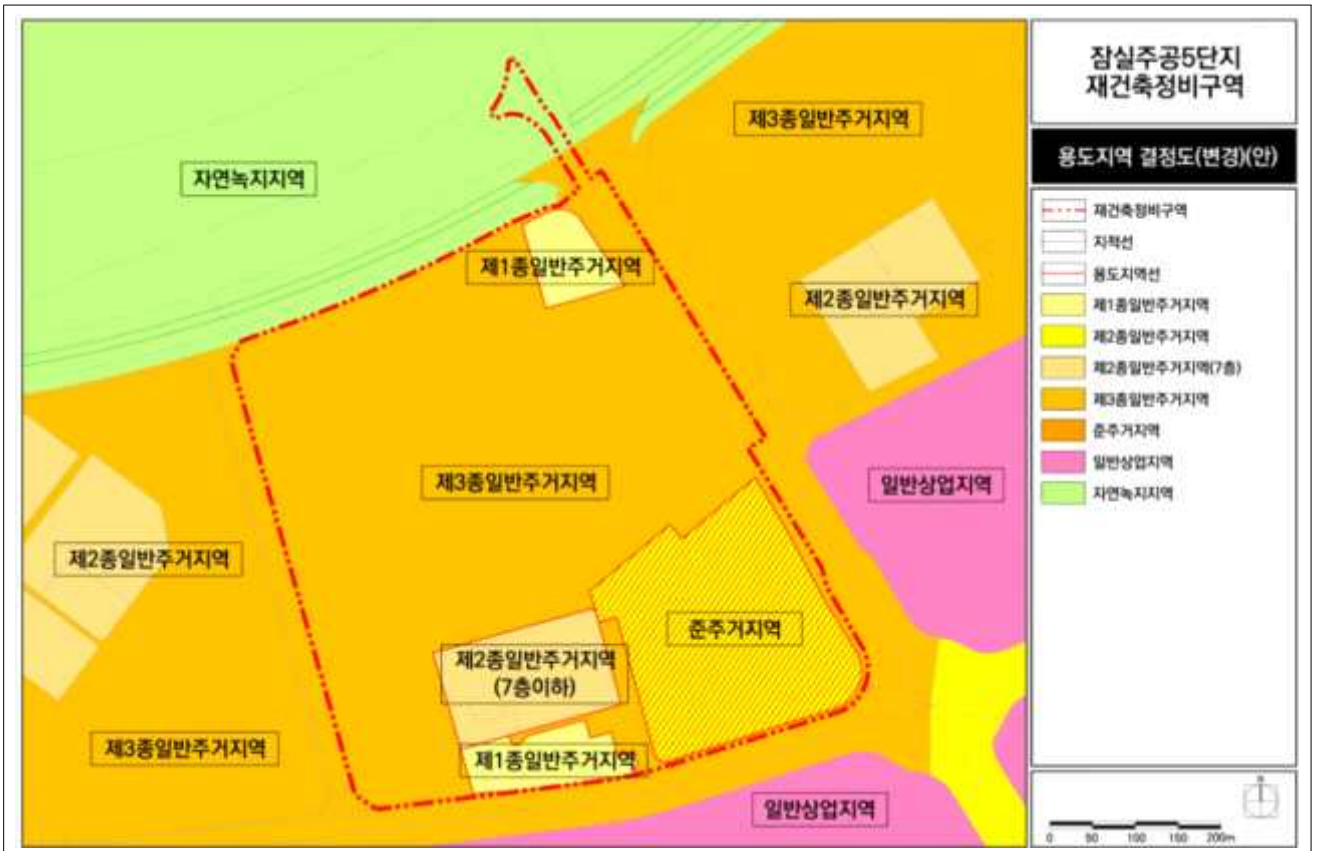 잠실주공5단지
재건축정비구역
용도지역 결정도(변경)(안)
제3종일반주거지역
자연녹지지역
제1종일반주거지역
제2종일반주거지역
제3종일반주거지역
일반상업지역
제2종일반주거지역
준주거지역
제2종일반주거지역
(7층이하)
제3종일반주거지역
제1종일반주거지역
일반상업지역
재건축정비구역
지적선
용도지역선
제1종일반주거지역
제2종일반주거지역
제2종일반주거지역(7층)
제3종일반주거지역
준주거지역
일반상업지역
자연녹지지역
N
0 50 100 150 200m